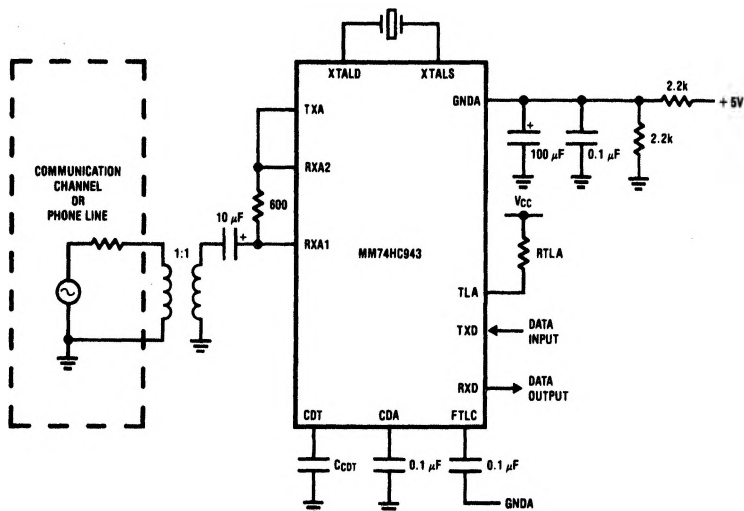 XTALD
XTALS
TXA
GNDA
2.2k
+ 5V
RXA2
+
100 µF
0.1 µF
2.2k
COMMUNICATION
CHANNEL
OR
PHONE LINE
600
10 µF
+
RXA1
MM74HC943
VCC
RTLA
1:1
TLA
TXD
DATA
INPUT
RXD
DATA
OUTPUT
CDT
CDA
FTLC
CCDT
0.1 µF
0.1 µF
GNDA